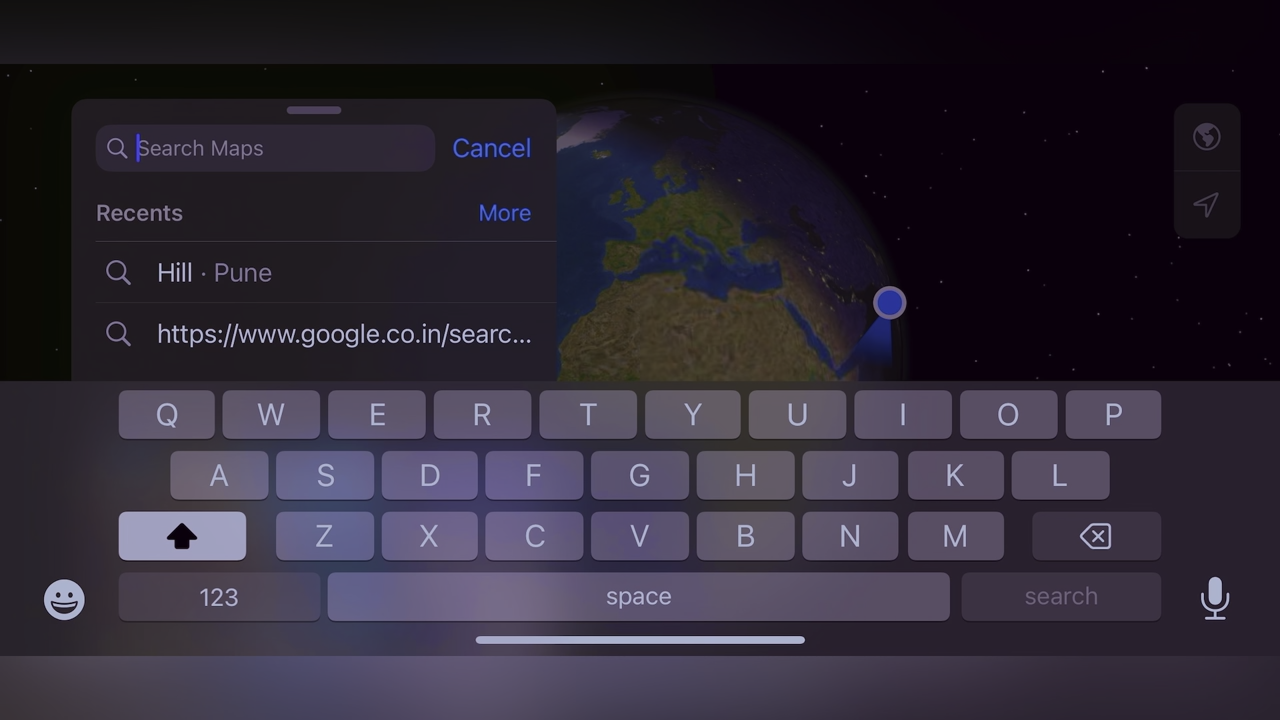 Search Maps
Cancel
Recents
More
Hill · Pune
https://www.google.co.in/searc...
Q W E R T Y U I O P
A S D F G H J K L
Z X C V B N M
123
space
search